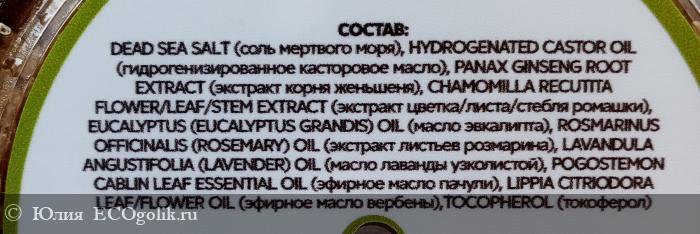 СОСТАВ:
DEAD SEA SALT (соль мертвого моря), HYDROGENATED CASTOR OIL
(гидрогенизированное касторовое масло), PANAX GINSENG ROOT
EXTRACT (экстракт корня женьшеня), CHAMOMILLA RECUTITA
FLOWER/LEAF/STEM EXTRACT (экстракт цветка/листа/стебля ромашки),
EUCALYPTUS (EUCALYPTUS GRANDIS) OIL (масло эвкалипта), ROSMARINUS
OFFICINALIS (ROSEMARY) OIL (экстракт листьев розмарина), LAVANDULA
ANGUSTIFOLIA (LAVENDER) OIL (масло лаванды узколистой), POGOSTEMON
CABLIN LEAF ESSENTIAL OIL (эфирное масло пачули), LIPPIA CITRIODORA
LEAF/FLOWER OIL (эфирное масло вербены),TOCOPHEROL (токоферол)
© Юлия ECOgolik.ru